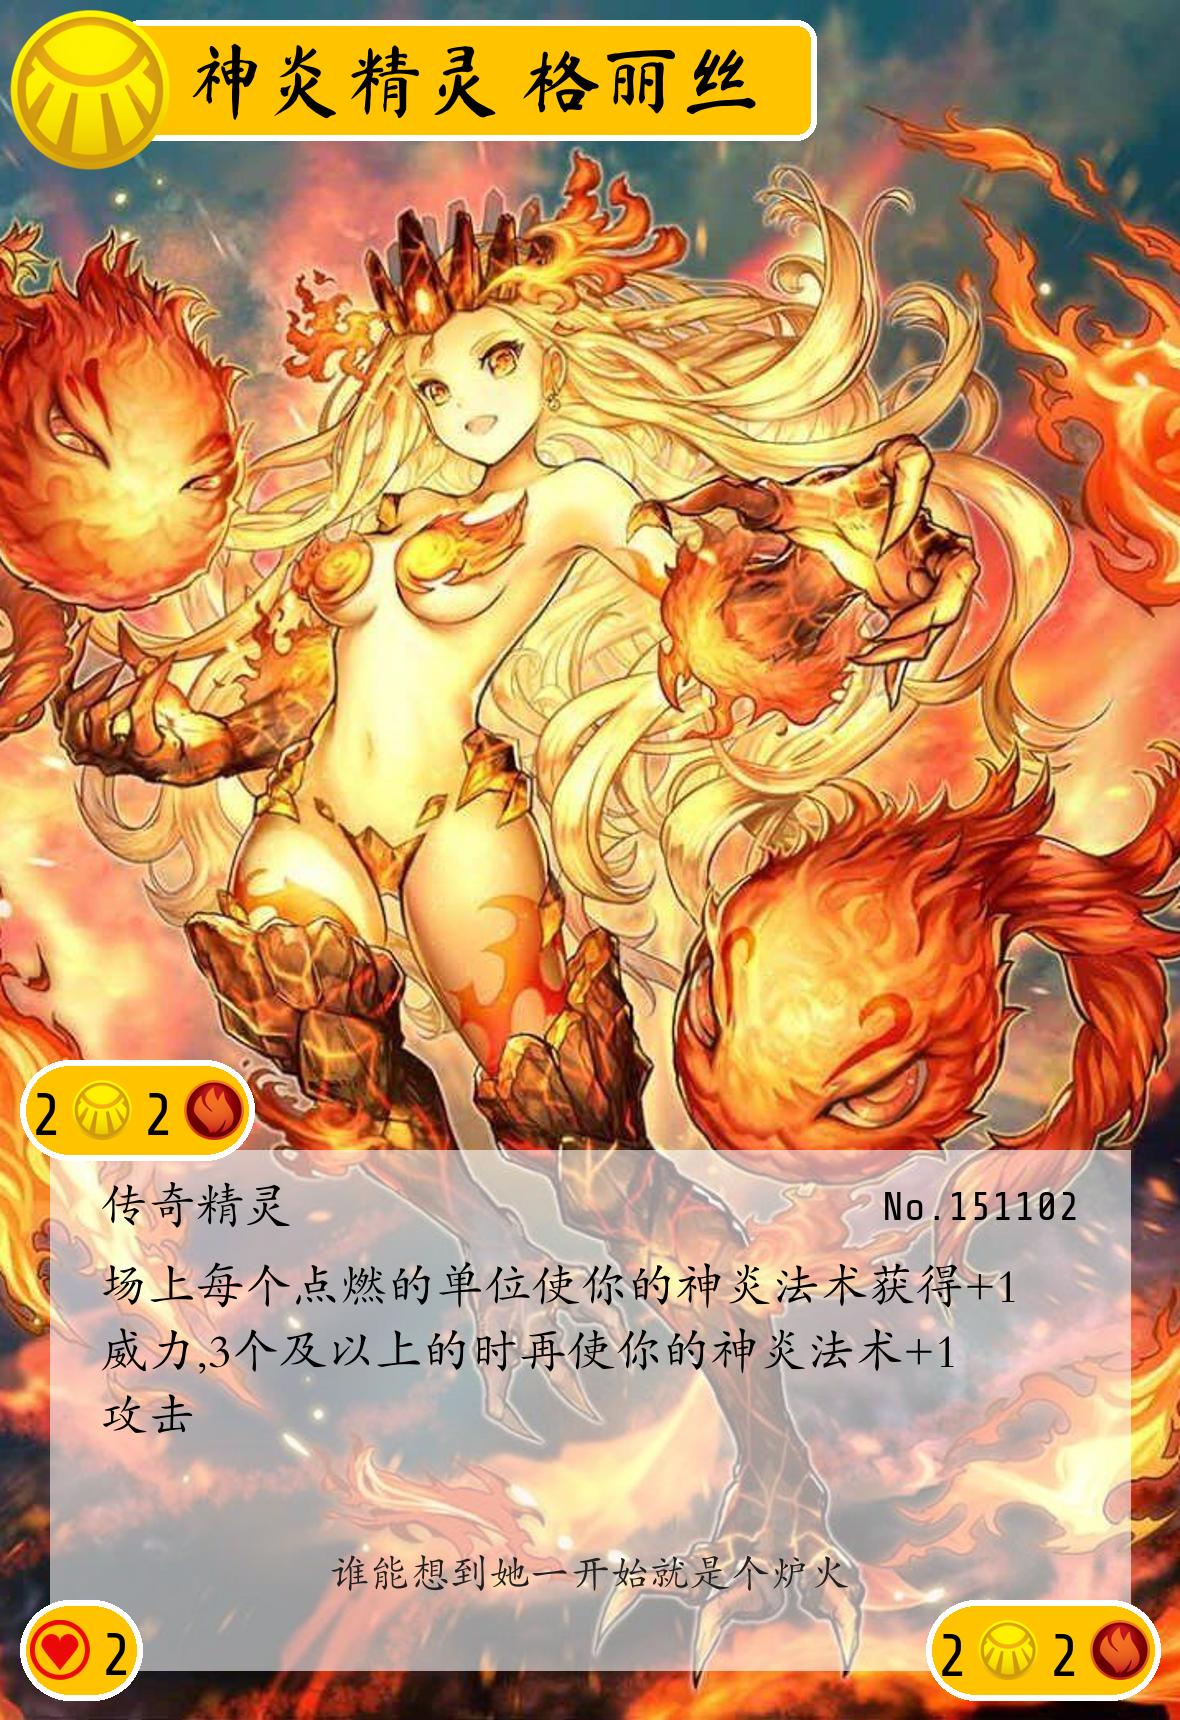 神炎精灵 格丽丝
2 2
传奇精灵 No.151102
场上每个点燃的单位使你的神炎法术获得+1
威力,3个及以上的时再使你的神炎法术+1
攻击
谁能想到她一开始就是个炉火
2 2 2